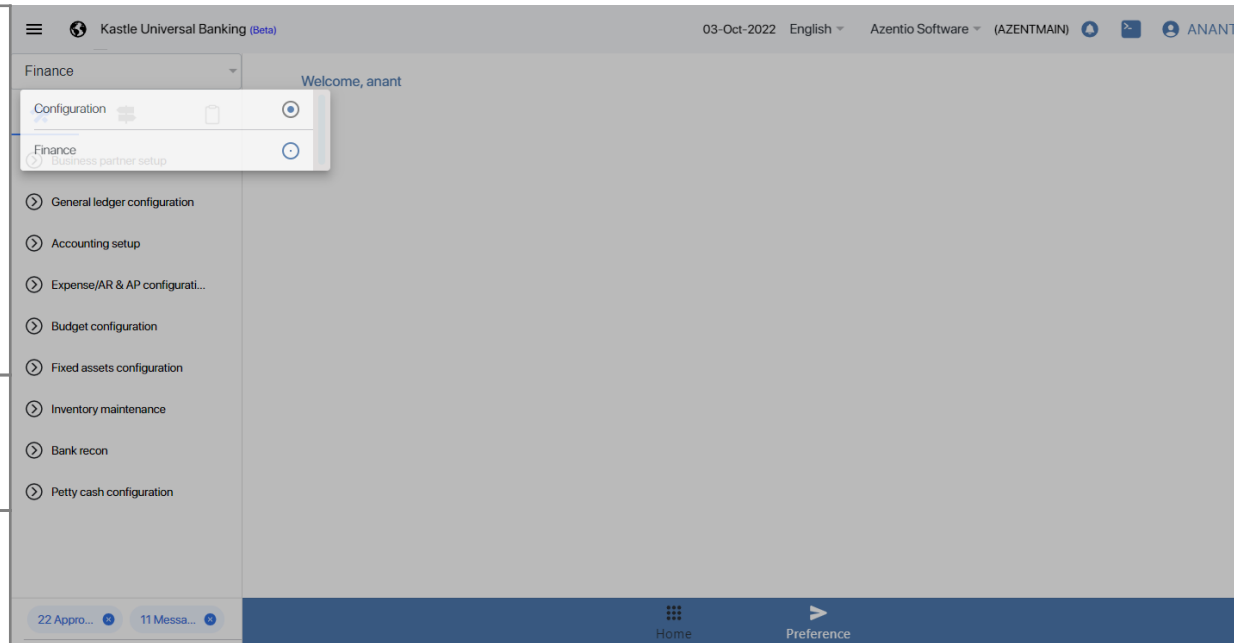 Kastle Universal Banking (Beta)
03-Oct-2022 English Azentio Software (AZENTMAIN) ANANT
Finance
Welcome, anant
Configuration
Finance
Business partner setup
General ledger configuration
Accounting setup
Expense/AR & AP configurati...
Budget configuration
Fixed assets configuration
Inventory maintenance
Bank recon
Petty cash configuration
22 Appro... 11 Messa...
Home Preference